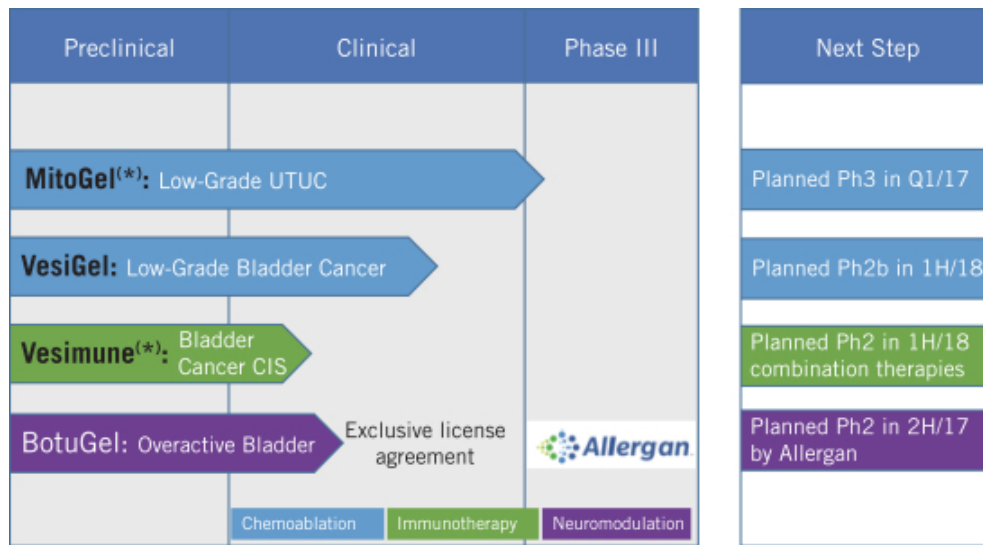 Preclinical
Clinical
Phase III
Next Step
MitoGel(*): Low-Grade UTUC
Planned Ph3 in Q1/17
VesiGel: Low-Grade Bladder Cancer
Planned Ph2b in 1H/18
Vesimune(*): Bladder
Cancer CIS
Planned Ph2 in 1H/18
combination therapies
BotuGel: Overactive Bladder
Exclusive license
agreement
Allergan
Planned Ph2 in 2H/17
by Allergan
Chemoablation
Immunotherapy
Neuromodulation